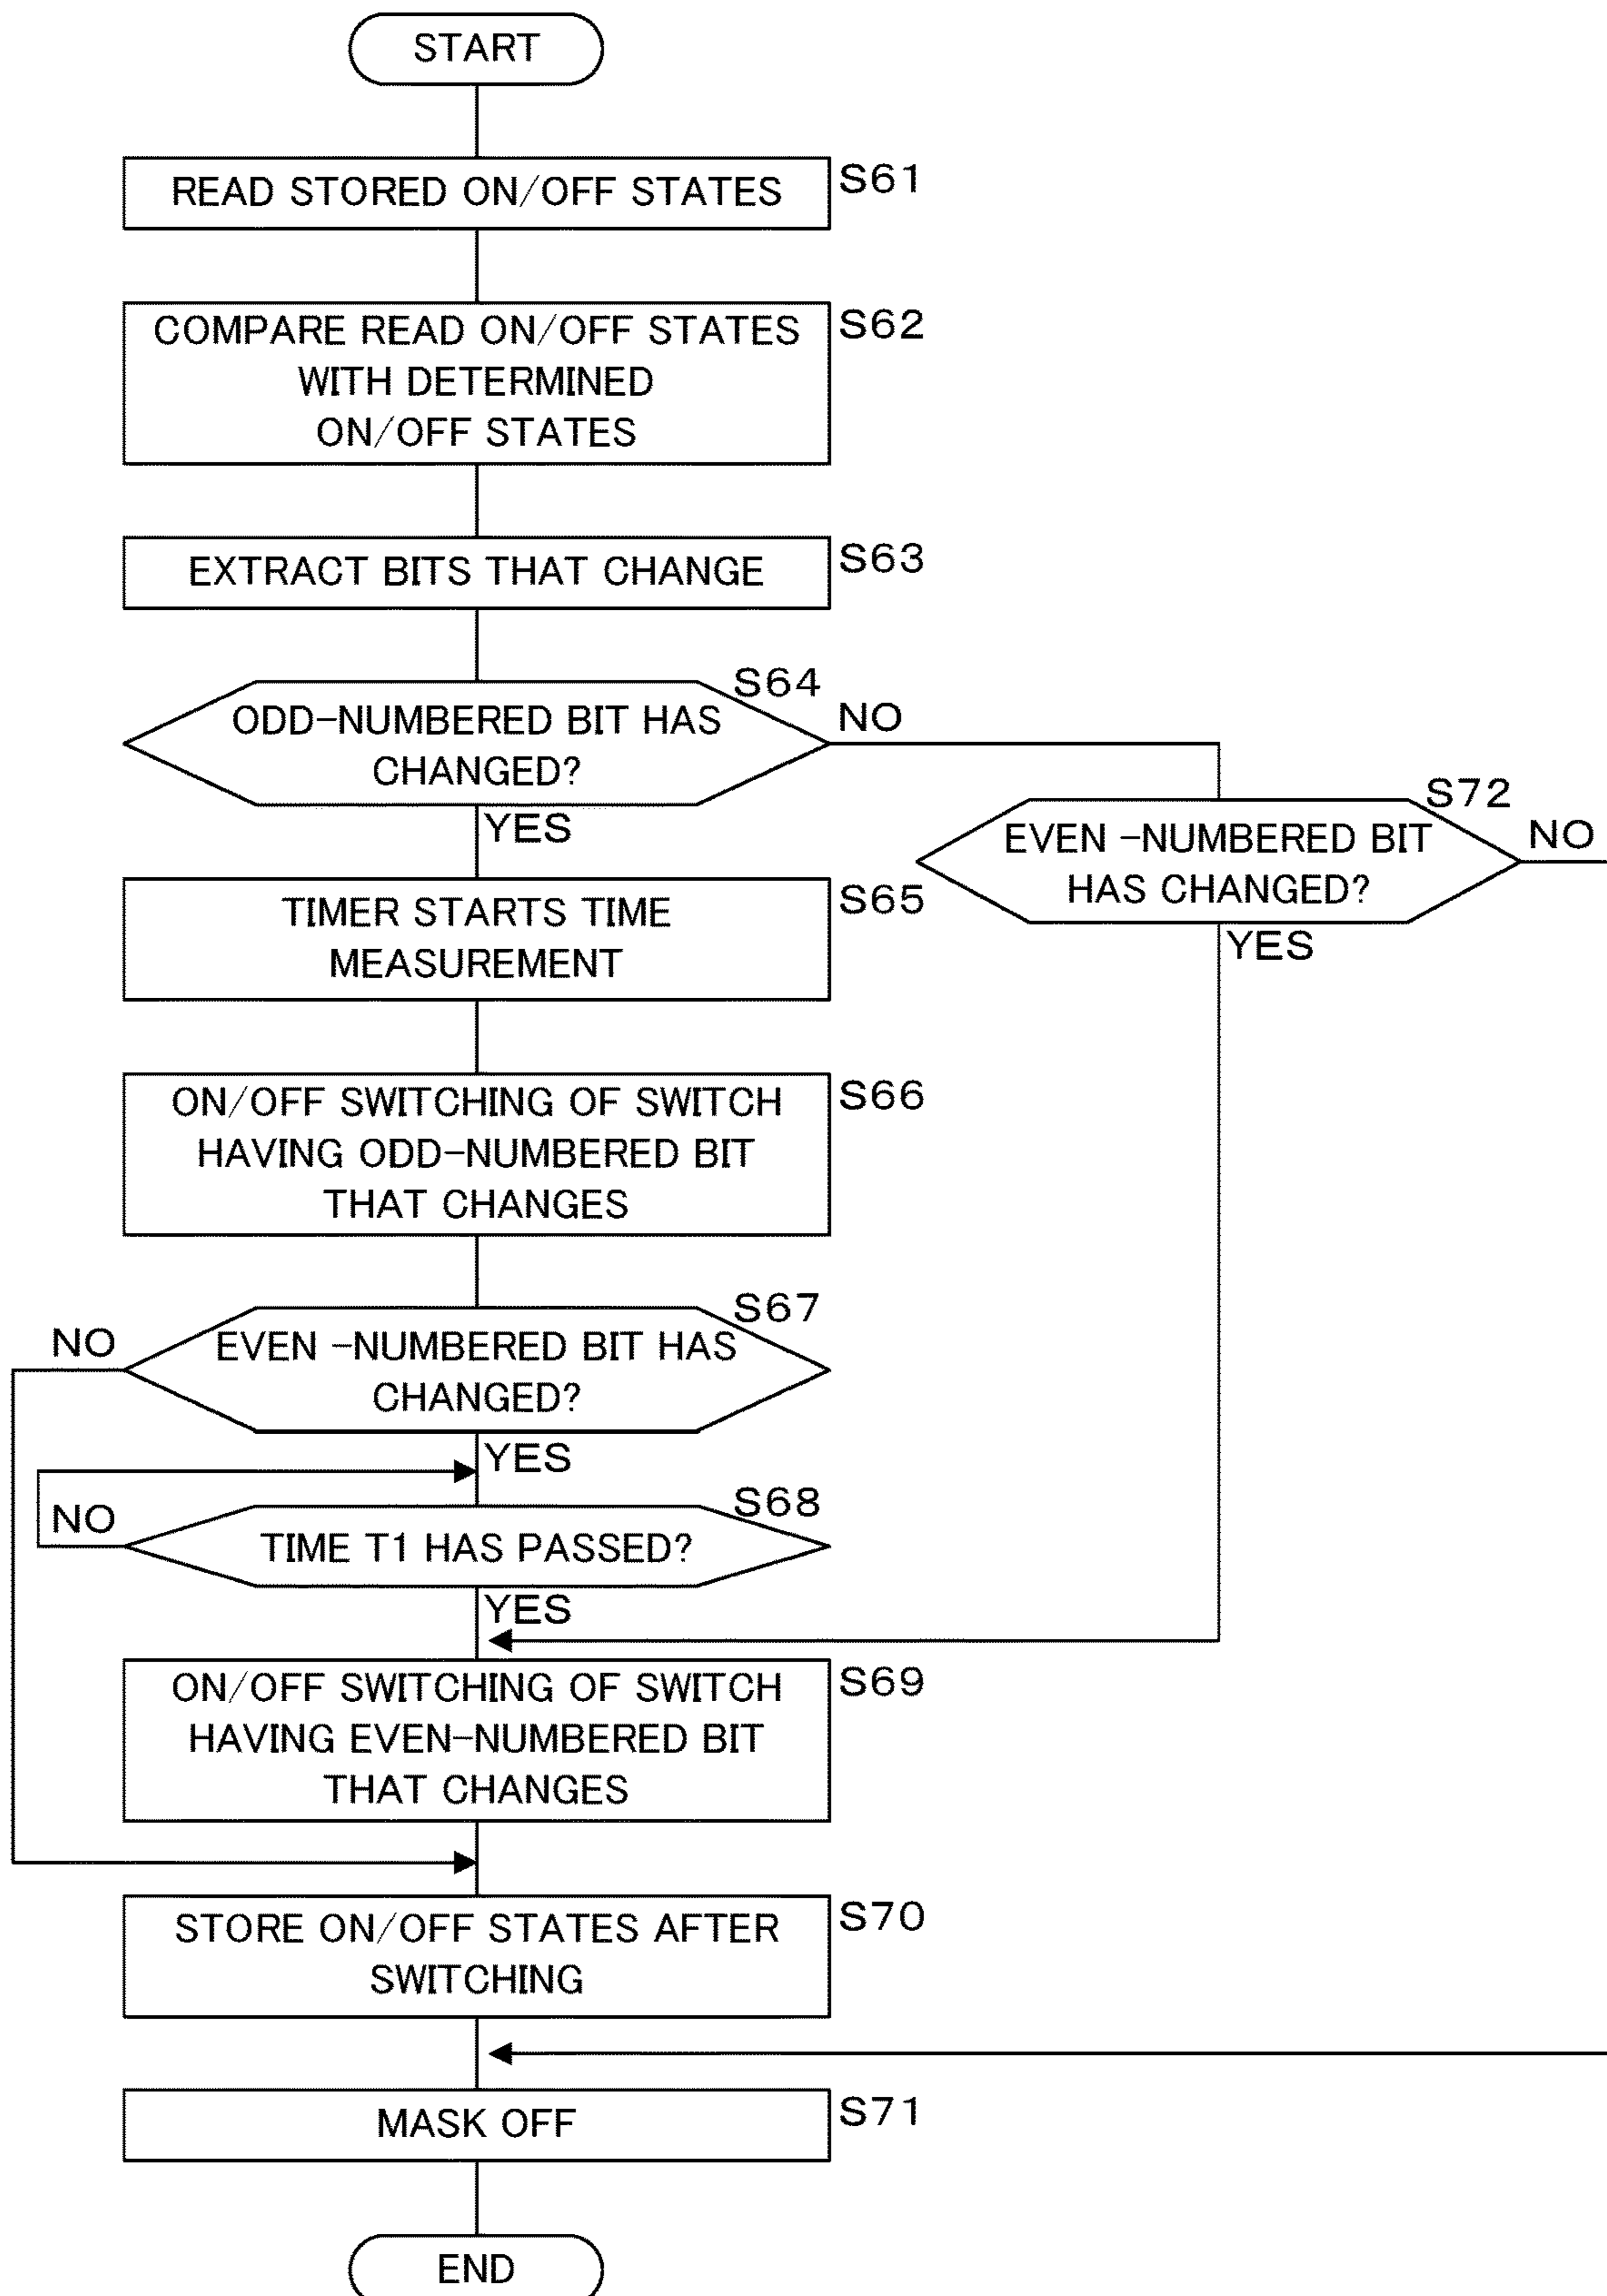 START
READ STORED ON/OFF STATES
S61
COMPARE READ ON/OFF STATES
WITH DETERMINED
ON/OFF STATES
S62
EXTRACT BITS THAT CHANGE
S63
S64
ODD-NUMBERED BIT HAS
CHANGED?
NO
YES
S72
EVEN -NUMBERED BIT
HAS CHANGED?
NO
YES
TIMER STARTS TIME
MEASUREMENT
S65
ON/OFF SWITCHING OF SWITCH
HAVING ODD-NUMBERED BIT
THAT CHANGES
S66
S67
NO
EVEN -NUMBERED BIT HAS
CHANGED?
YES
S68
NO
TIME T1 HAS PASSED?
YES
ON/OFF SWITCHING OF SWITCH
HAVING EVEN-NUMBERED BIT
THAT CHANGES
S69
STORE ON/OFF STATES AFTER
SWITCHING
S70
MASK OFF
S71
END